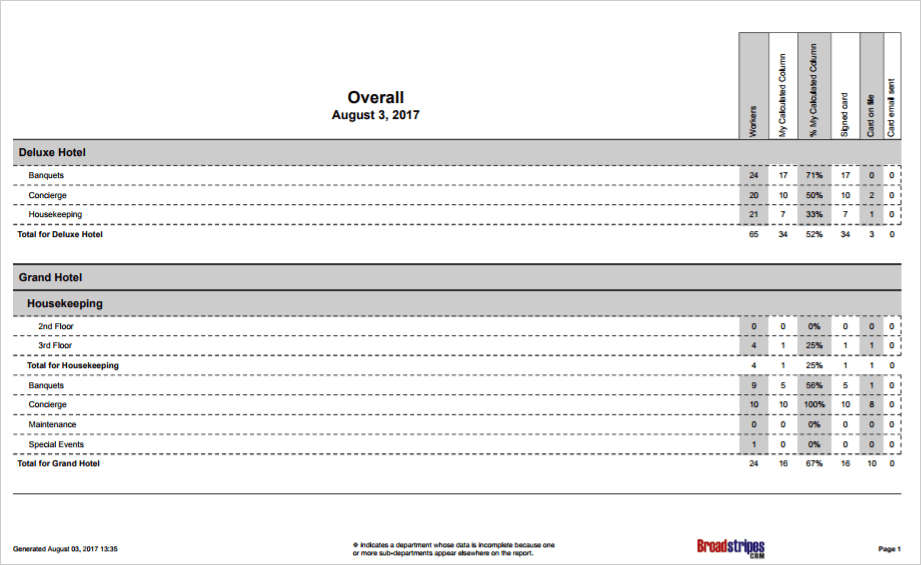 Overall
August 3, 2017
Workers
My Calculated Column
% My Calculated Column
Signed card
Card on file
Card email sent
Deluxe Hotel
Banquets 24 17 71% 17 0 0
Concierge 20 10 50% 10 2 0
Housekeeping 21 7 33% 7 1 0
Total for Deluxe Hotel 65 34 52% 34 3 0
Grand Hotel
Housekeeping
2nd Floor 0 0 0% 0 0 0
3rd Floor 4 1 25% 1 1 0
Total for Housekeeping 4 1 25% 1 1 0
Banquets 9 5 56% 5 1 0
Concierge 10 10 100% 10 8 0
Maintenance 0 0 0% 0 0 0
Special Events 1 0 0% 0 0 0
Total for Grand Hotel 24 16 67% 16 10 0
Generated August 03, 2017 13:35
❖ indicates a department whose data is incomplete because one
or more sub-departments appear elsewhere on the report.
Broadstripes
CRM
Page 1